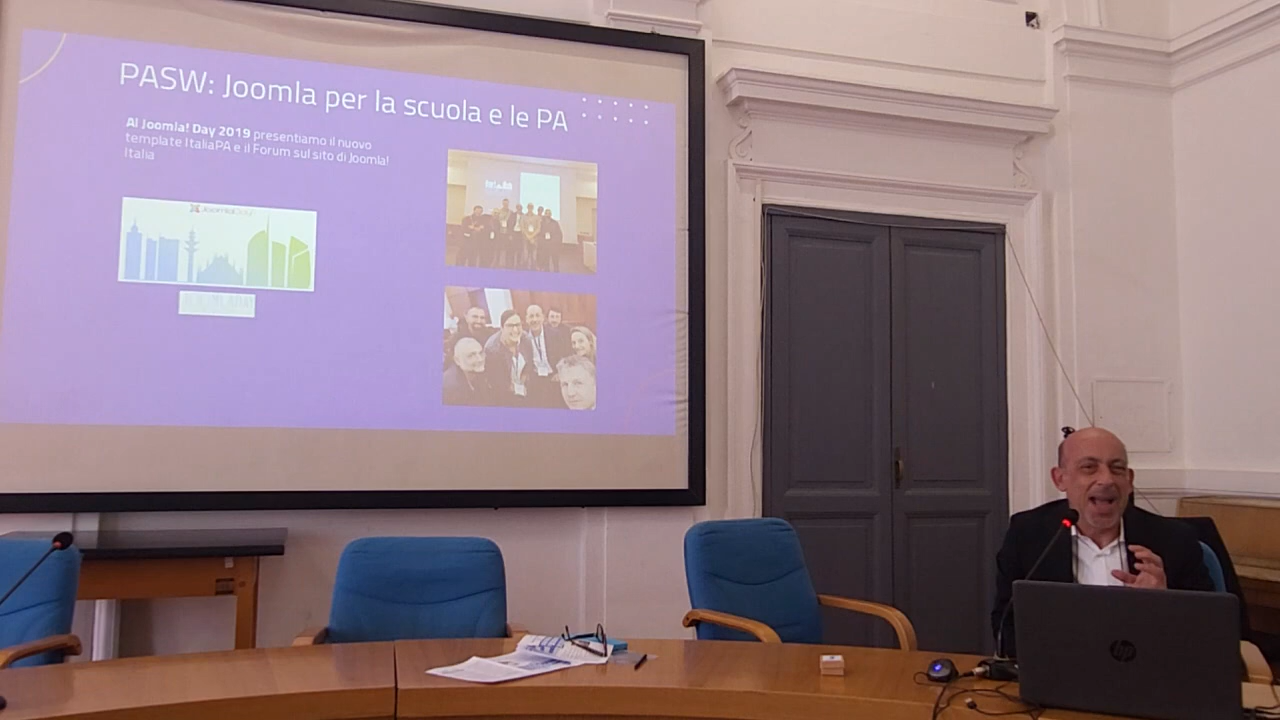 PASW: Joomla per la scuola e le PA
Al Joomla! Day 2019 presentiamo il nuovo
template ItaliaPA e il Forum sul sito di Joomla!
Italia
hp